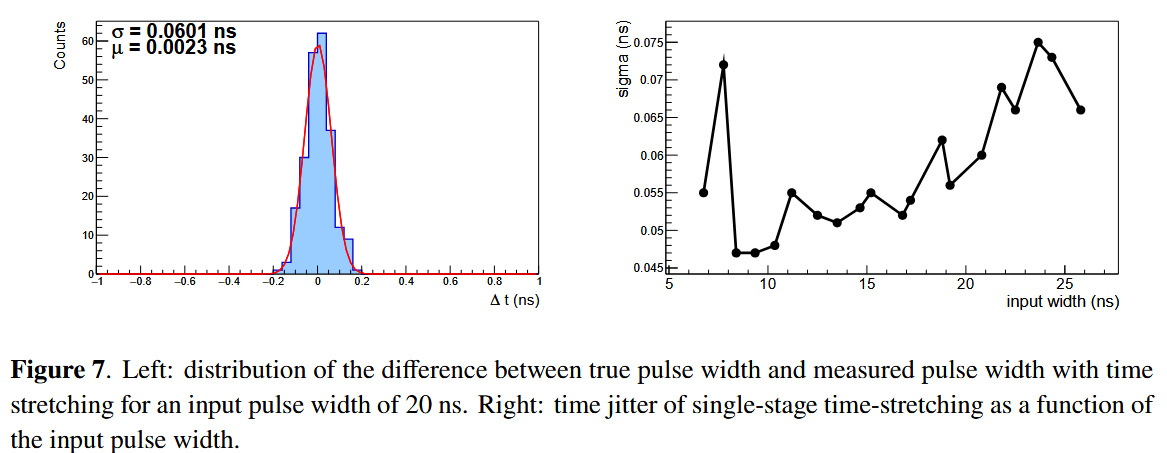 σ = 0.0601 ns
μ = 0.0023 ns
Counts
60
50
40
30
20
10
0
−1 −0.8 −0.6 −0.4 −0.2 0 0.2 0.4 0.6 0.8 1
Δ t (ns)
sigma (ns)
0.075
0.07
0.065
0.06
0.055
0.05
0.045
5 10 15 20 25
input width (ns)
Figure 7. Left: distribution of the difference between true pulse width and measured pulse width with time
stretching for an input pulse width of 20 ns. Right: time jitter of single-stage time-stretching as a function of
the input pulse width.